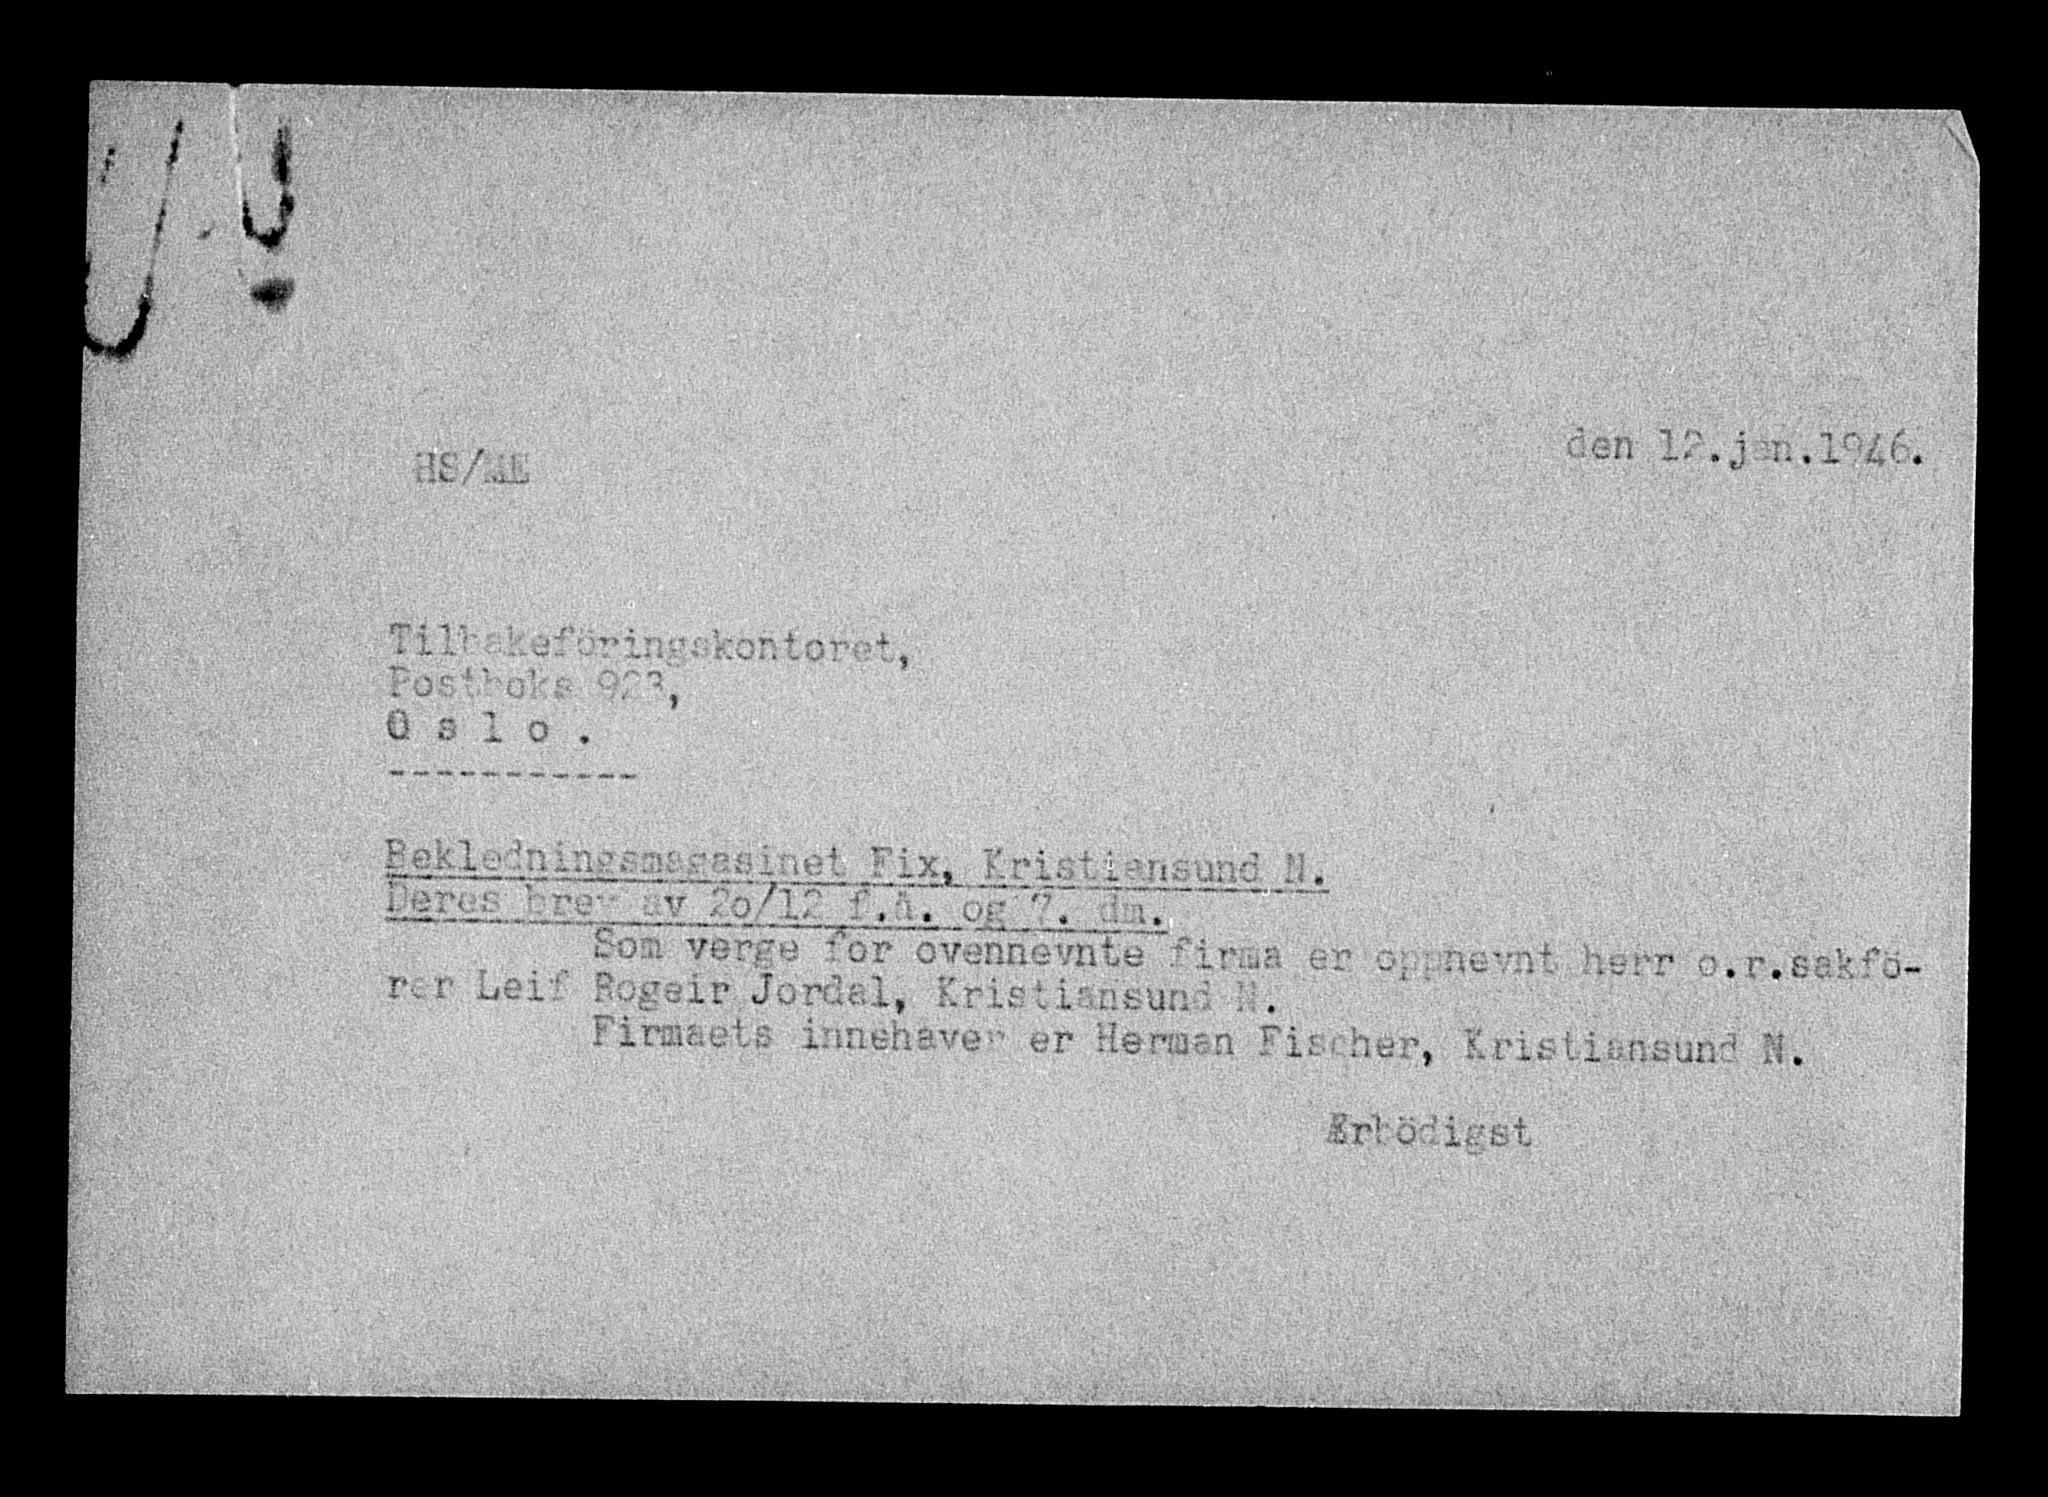 den 12.jan.1946.
HS/ME
Tilbakeföringskontoret,
Postboks 923,
O s l o .
-----------
Bekledningsmagasinet Fix, Kristiansund N.
Deres brev av 2o/12 f.å. og 7. dm.
Som verge for ovennevnte firma er oppnevnt herr o.r.sakfö-
rer Leif Rogeir Jordal, Kristiansund N.
Firmaets innehaver er Herman Fischer, Kristiansund N.
Ærbödigst